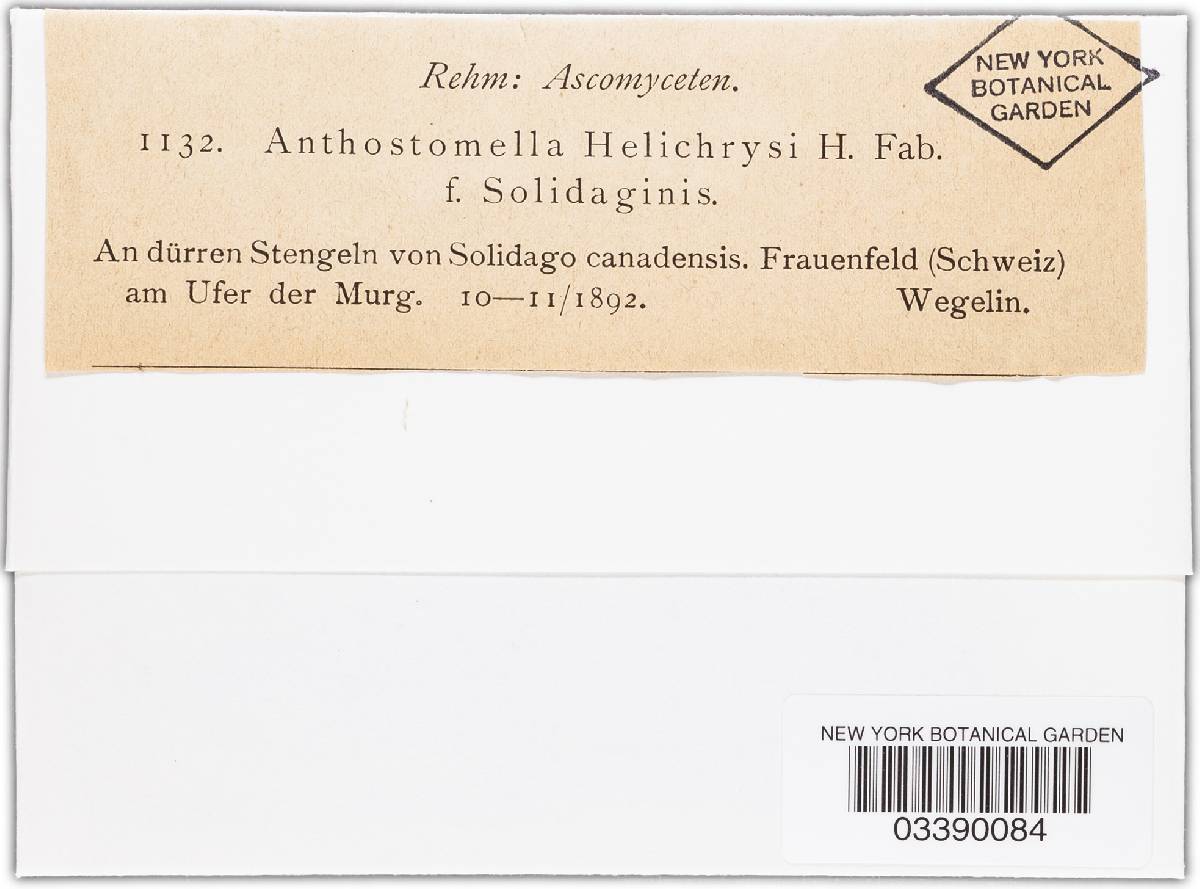 Rehm: Ascomyceten.
1132. Anthostomella Helichrysi H. Fab.
f. Solidaginis.
An dürren Stengeln von Solidago canadensis. Frauenfeld (Schweiz)
am Ufer der Murg. 10—11/1892. Wegelin.
NEW YORK
BOTANICAL
GARDEN
NEW YORK BOTANICAL GARDEN
03390084